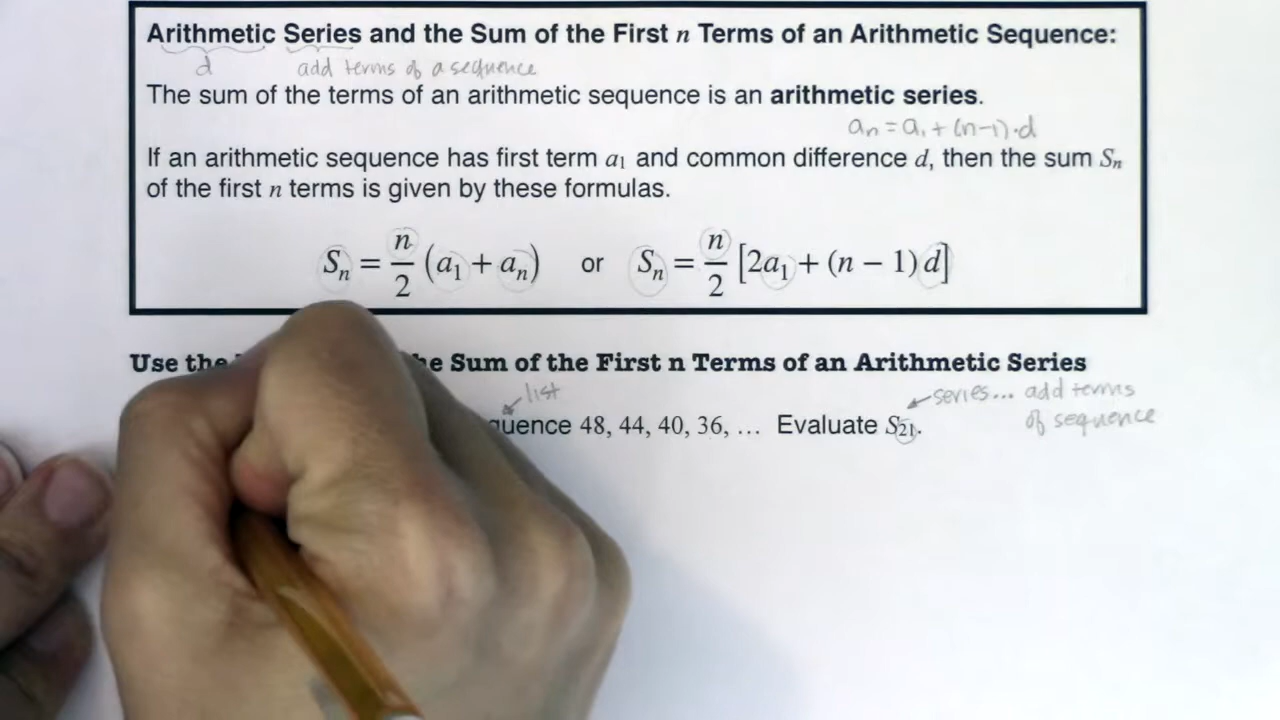 Arithmetic Series and the Sum of the First n Terms of an Arithmetic Sequence:
d add terms of a sequence
The sum of the terms of an arithmetic sequence is an arithmetic series.
aₙ = a₁ + (n-1)·d
If an arithmetic sequence has first term a₁ and common difference d, then the sum Sₙ
of the first n terms is given by these formulas.
Sₙ = n/2 (a₁ + aₙ) or Sₙ = n/2 [2a₁ + (n − 1) d]
Use the Sum of the First n Terms of an Arithmetic Series
list series... add terms
48, 44, 40, 36, … Evaluate S₂₁. of sequence